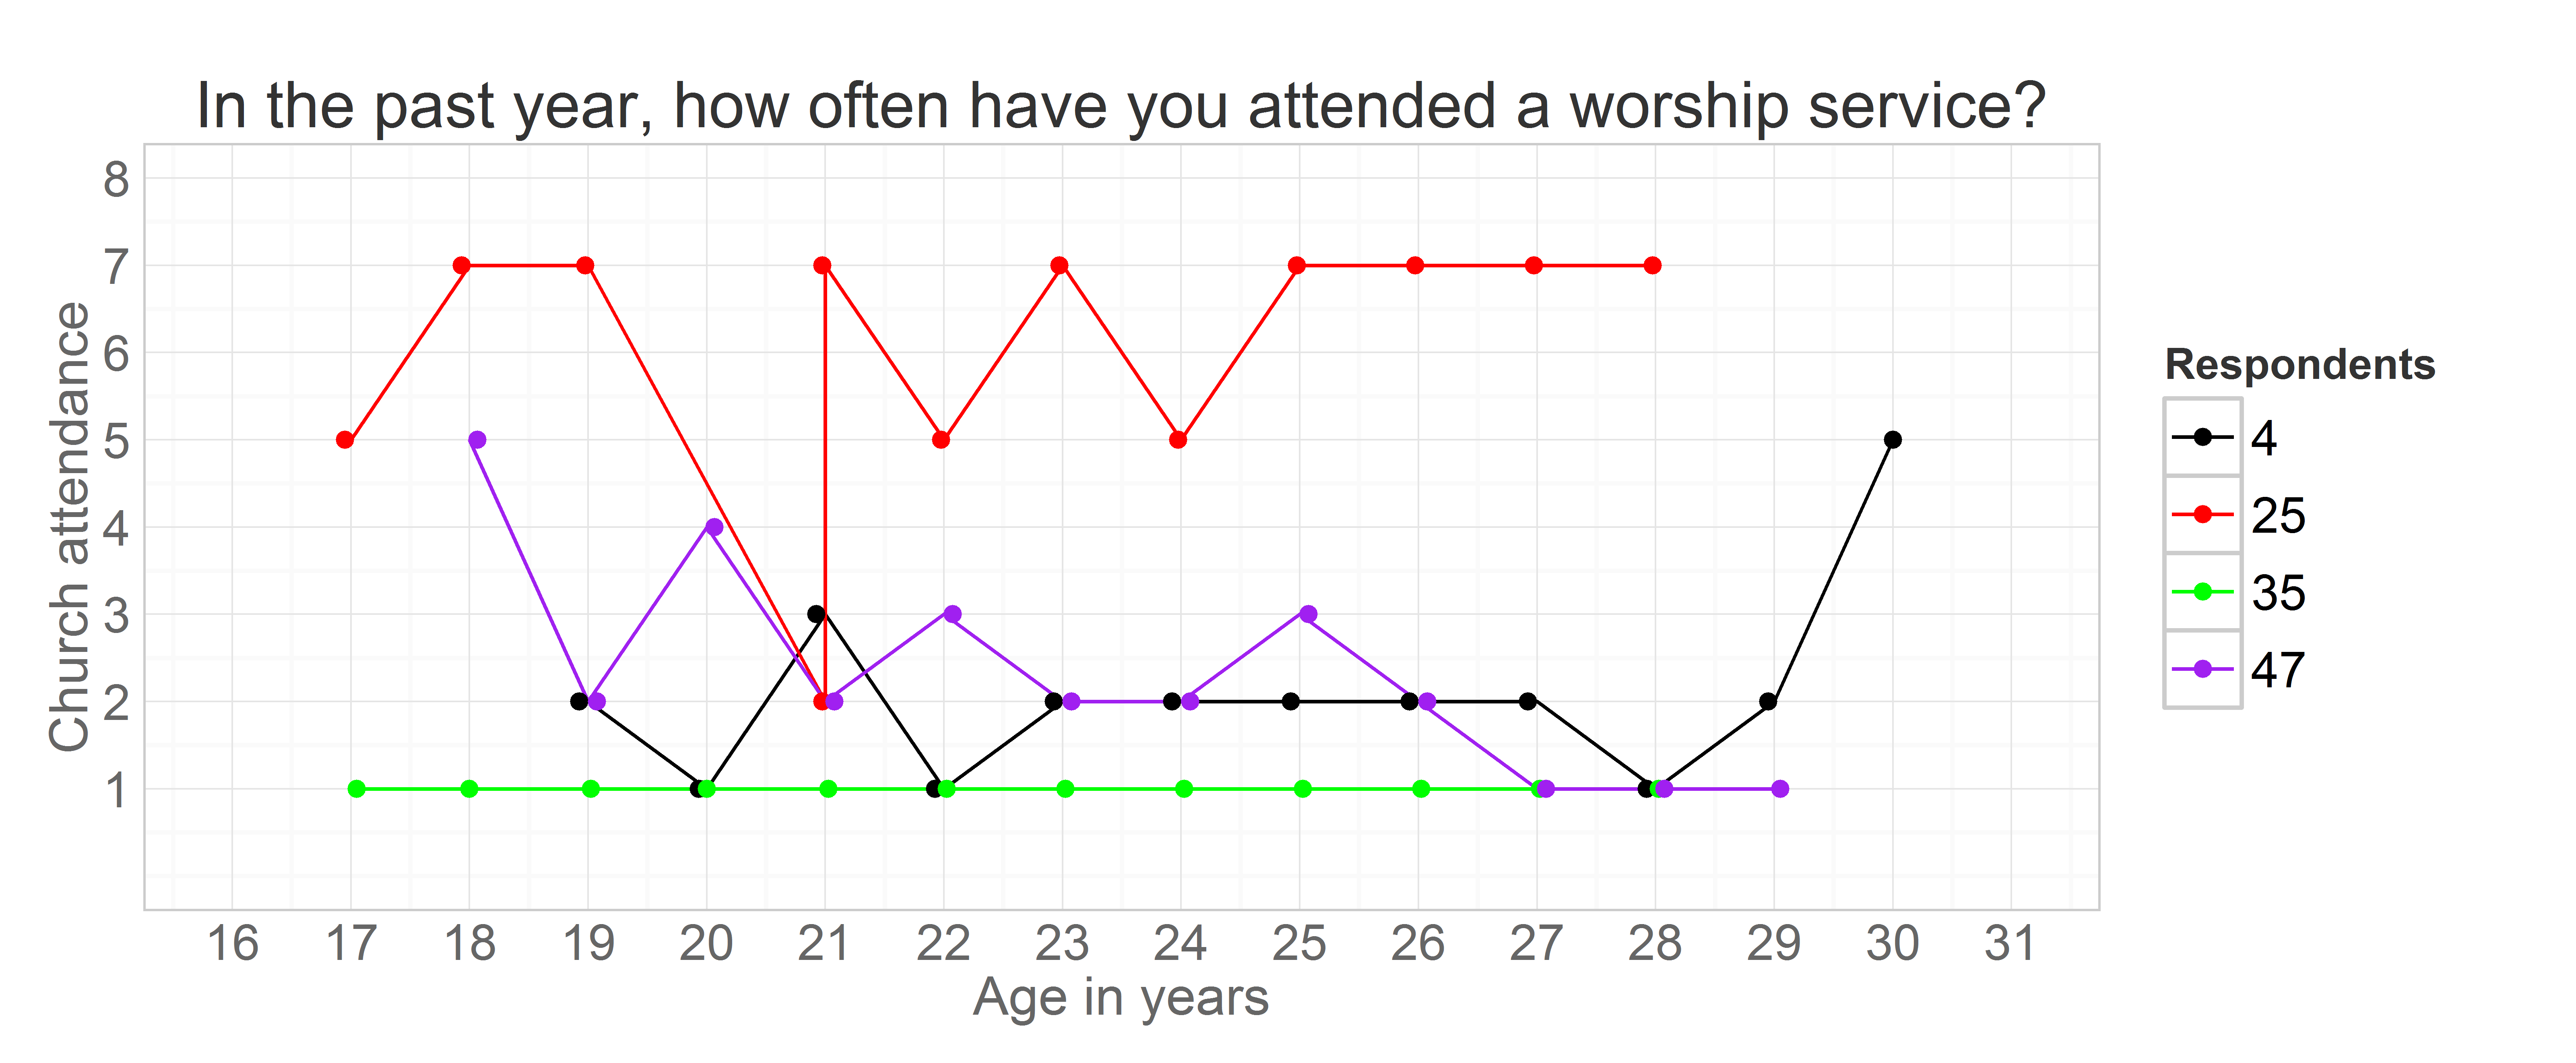 In the past year, how often have you attended a worship service?
8
7
6
5
4
3
2
1
Church attendance
16 17 18 19 20 21 22 23 24 25 26 27 28 29 30 31
Age in years
Respondents
4
25
35
47